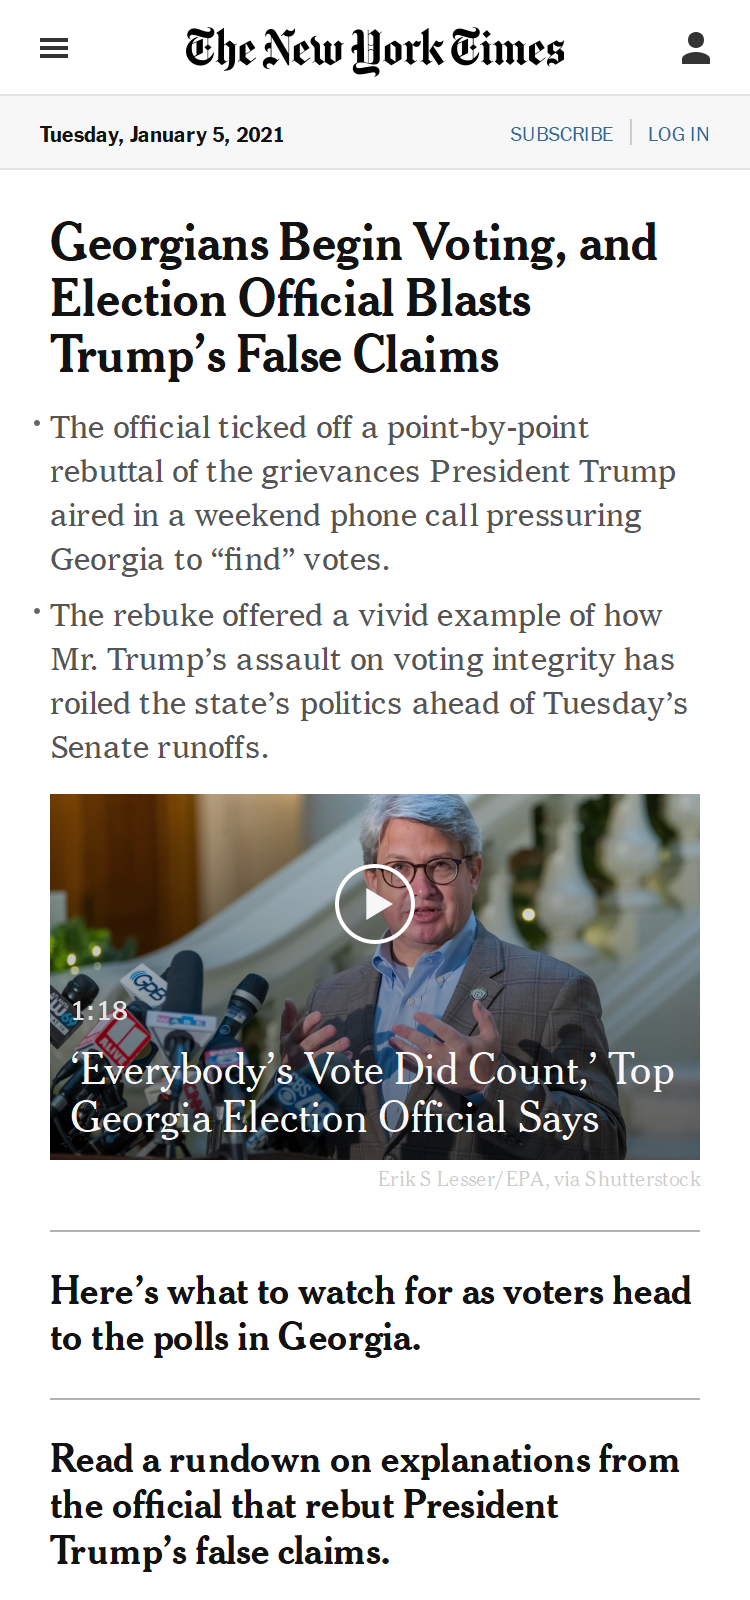 The New York Times
Tuesday, January 5, 2021
SUBSCRIBE
LOG IN
Georgians Begin Voting, and
Election Official Blasts
Trump’s False Claims
• The official ticked off a point-by-point
rebuttal of the grievances President Trump
aired in a weekend phone call pressuring
Georgia to “find” votes.
• The rebuke offered a vivid example of how
Mr. Trump’s assault on voting integrity has
roiled the state’s politics ahead of Tuesday’s
Senate runoffs.
GPB
ALIVE
CNN
CBS
1:18
‘Everybody’s Vote Did Count,’ Top
Georgia Election Official Says
Erik S Lesser/EPA, via Shutterstock
Here’s what to watch for as voters head
to the polls in Georgia.
Read a rundown on explanations from
the official that rebut President
Trump’s false claims.